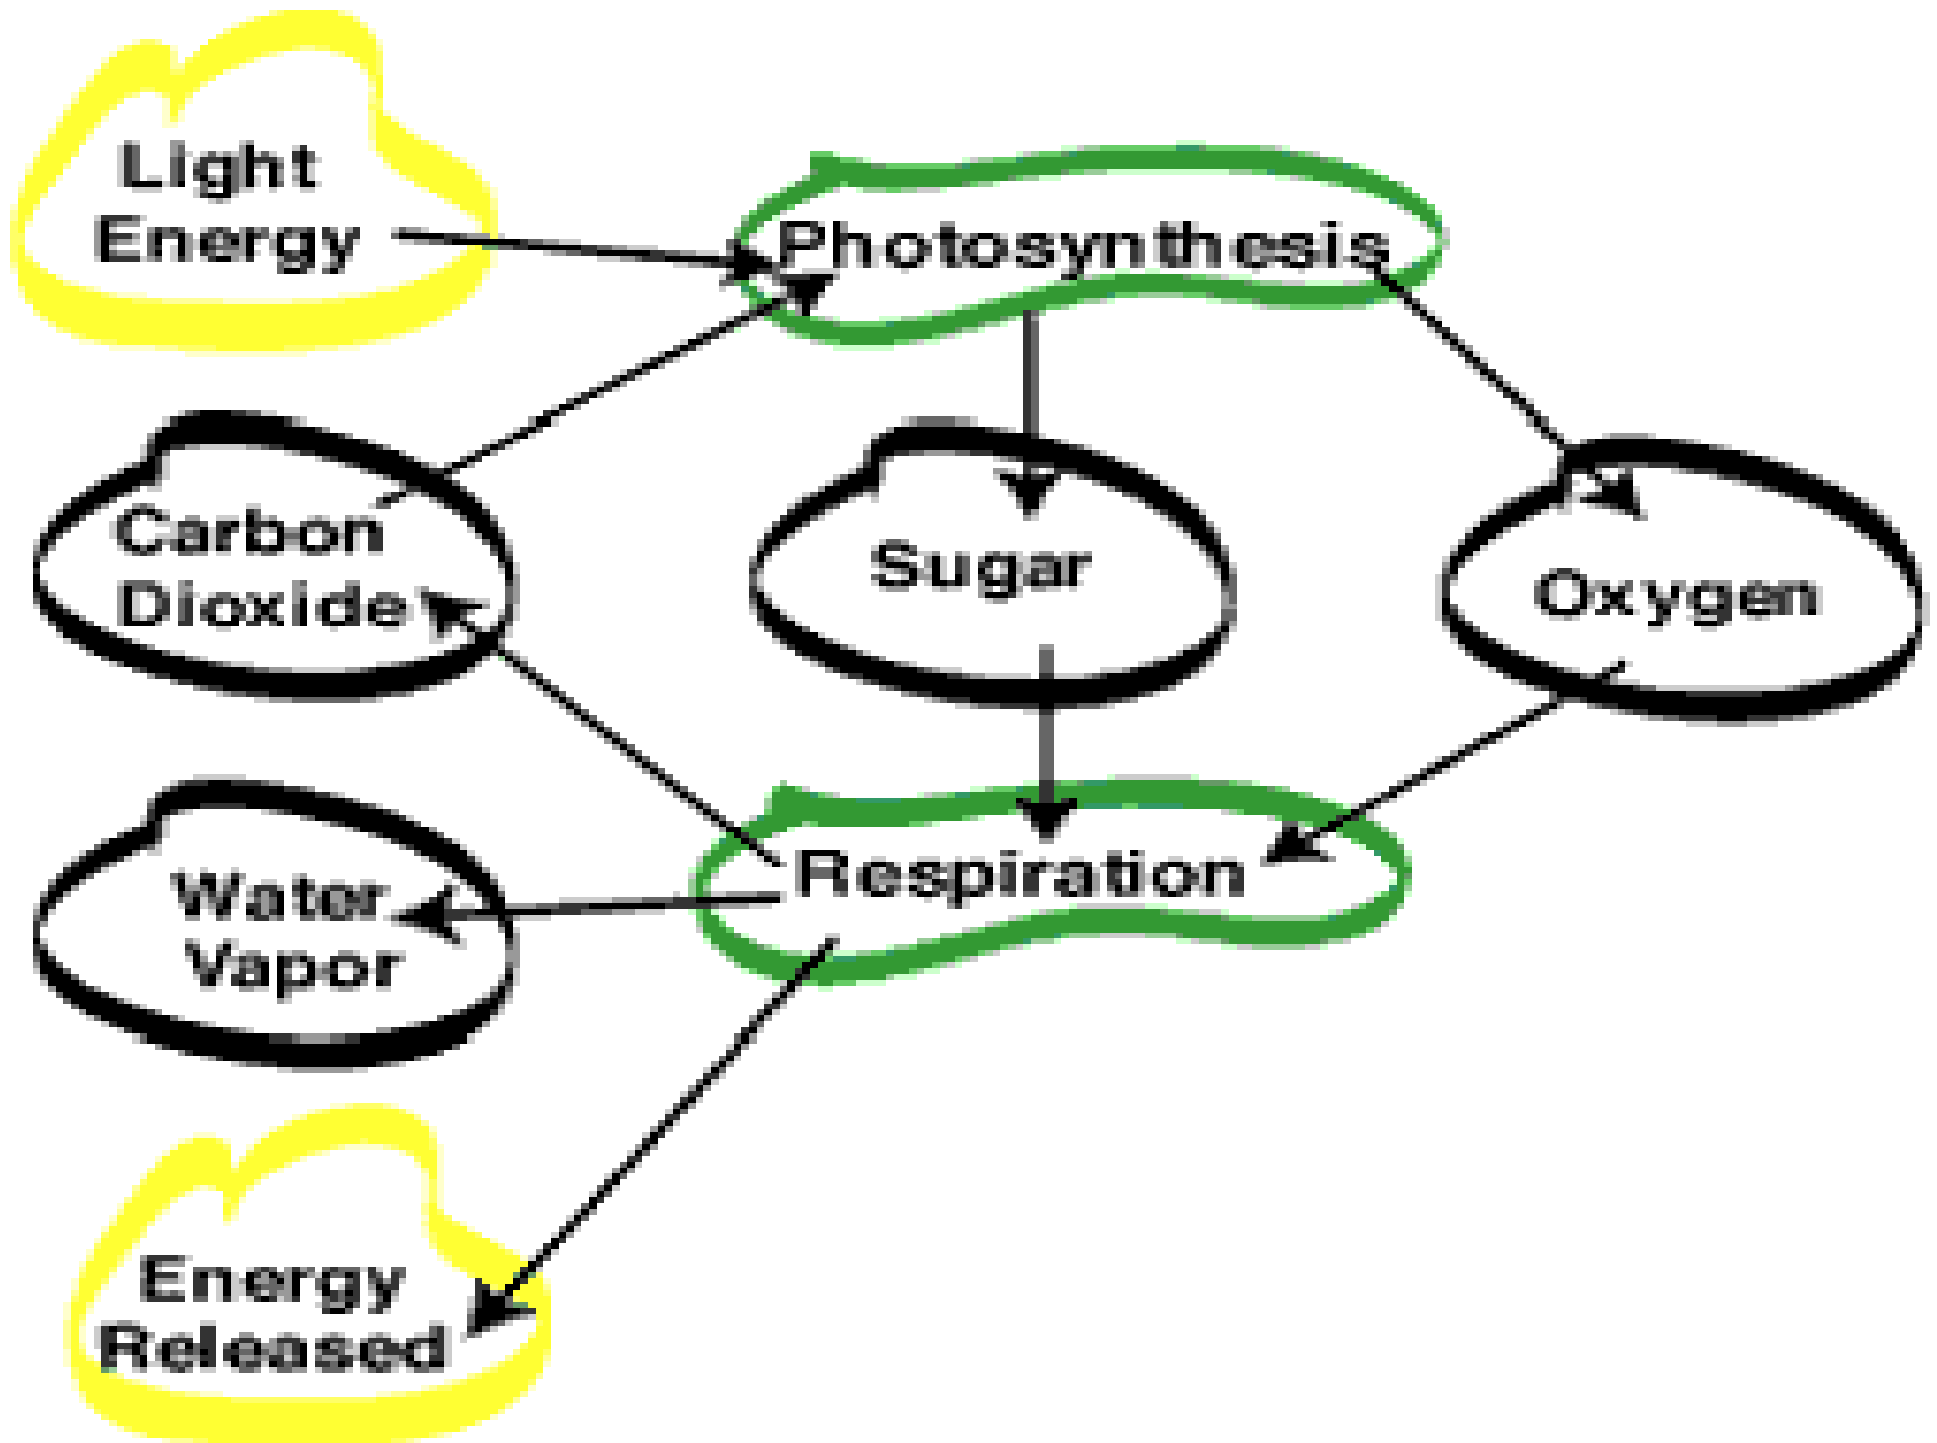 Light
Energy
Photosynthesis
Carbon
Dioxide
Sugar
Oxygen
Water
Vapor
Respiration
Energy
Released